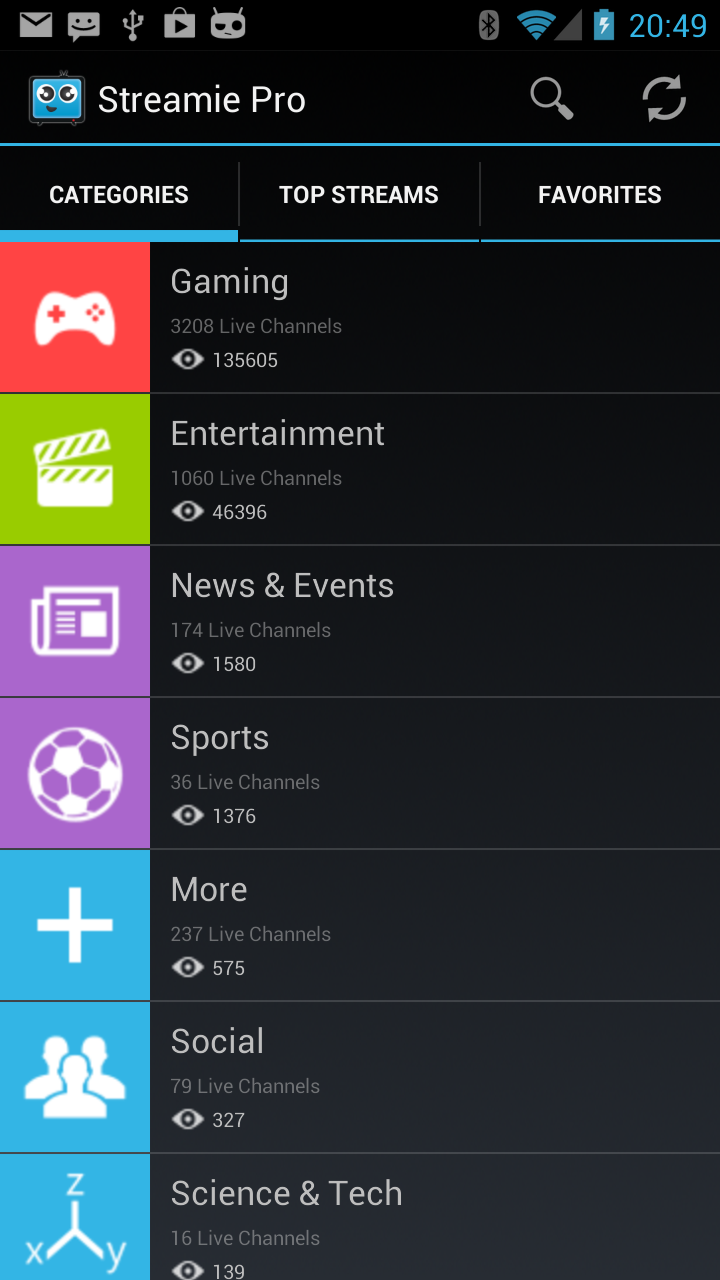 20:49
Streamie Pro
CATEGORIES TOP STREAMS FAVORITES
Gaming
3208 Live Channels
135605
Entertainment
1060 Live Channels
46396
News & Events
174 Live Channels
1580
Sports
36 Live Channels
1376
More
237 Live Channels
575
Social
79 Live Channels
327
z
x y
Science & Tech
16 Live Channels
139